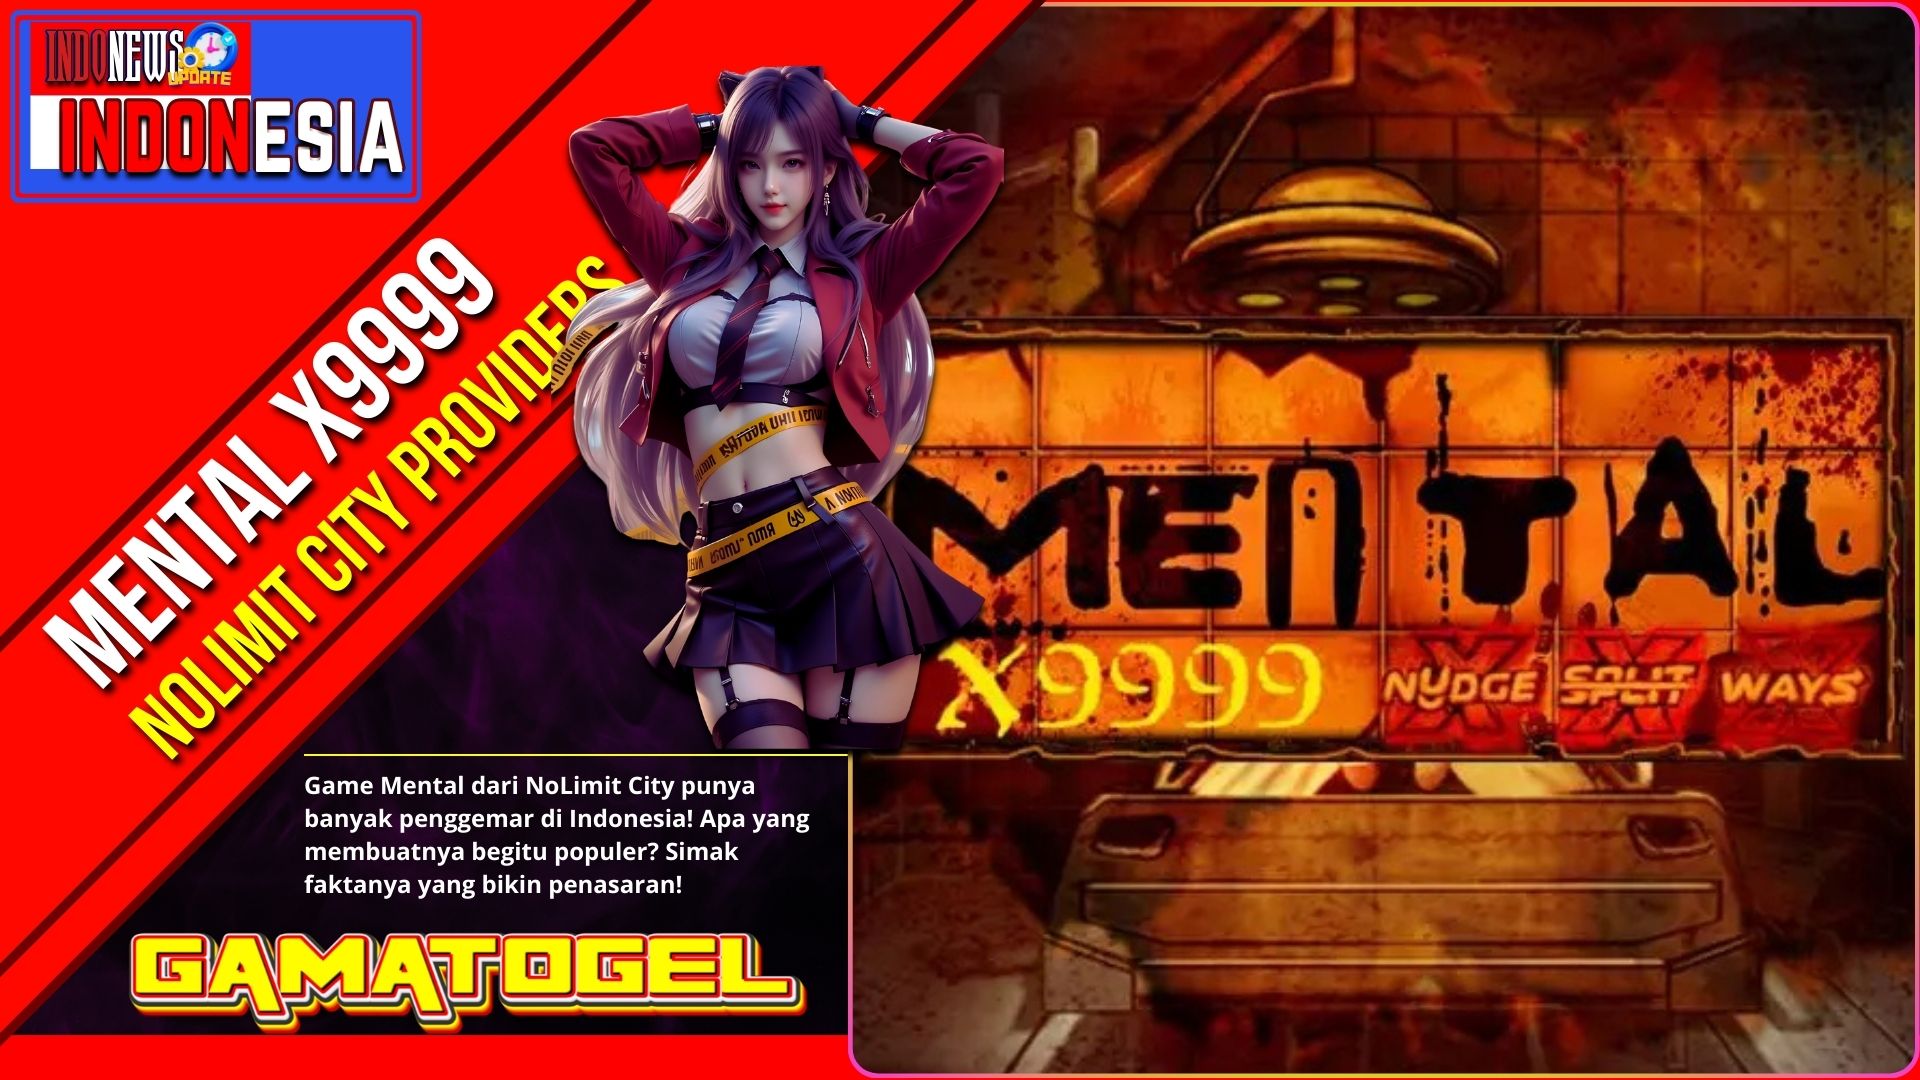 INDONEWS
UPDATE
INDONESIA
MENTAL X9999
NOLIMIT CITY PROVIDERS
MENTAL
X9999
NUDGE SPLIT WAYS
Game Mental dari NoLimit City punya
banyak penggemar di Indonesia! Apa yang
membuatnya begitu populer? Simak
faktanya yang bikin penasaran!
GAMATOGEL